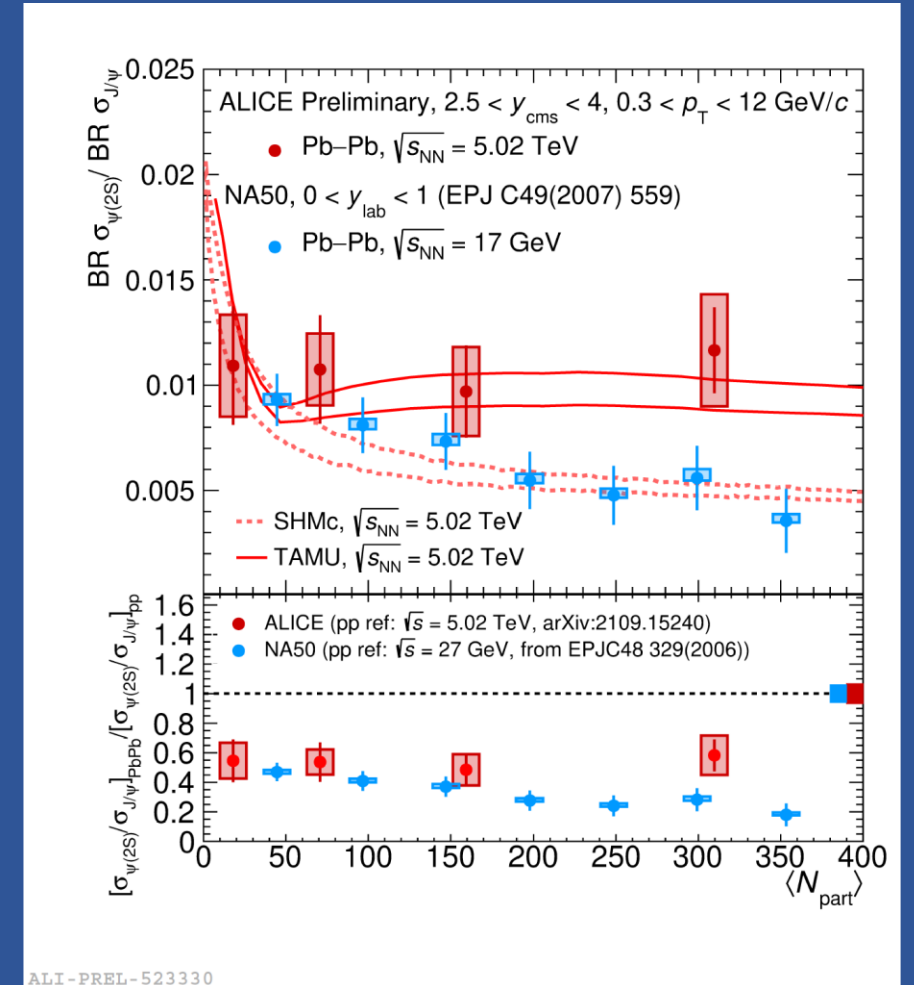 BR σψ(2S)/ BR σJ/ψ
0.025
0.02
0.015
0.01
0.005
ALICE Preliminary, 2.5 < ycms < 4, 0.3 < pT < 12 GeV/c
Pb–Pb, √sNN = 5.02 TeV
NA50, 0 < ylab < 1 (EPJ C49(2007) 559)
Pb–Pb, √sNN = 17 GeV
SHMc, √sNN = 5.02 TeV
TAMU, √sNN = 5.02 TeV
[σψ(2S)/σJ/ψ]PbPb/[σψ(2S)/σJ/ψ]pp
1.6
1.4
1.2
1
0.8
0.6
0.4
0.2
0
ALICE (pp ref: √s = 5.02 TeV, arXiv:2109.15240)
NA50 (pp ref: √s = 27 GeV, from EPJC48 329(2006))
0 50 100 150 200 250 300 350 400
⟨Npart⟩
ALI-PREL-523330